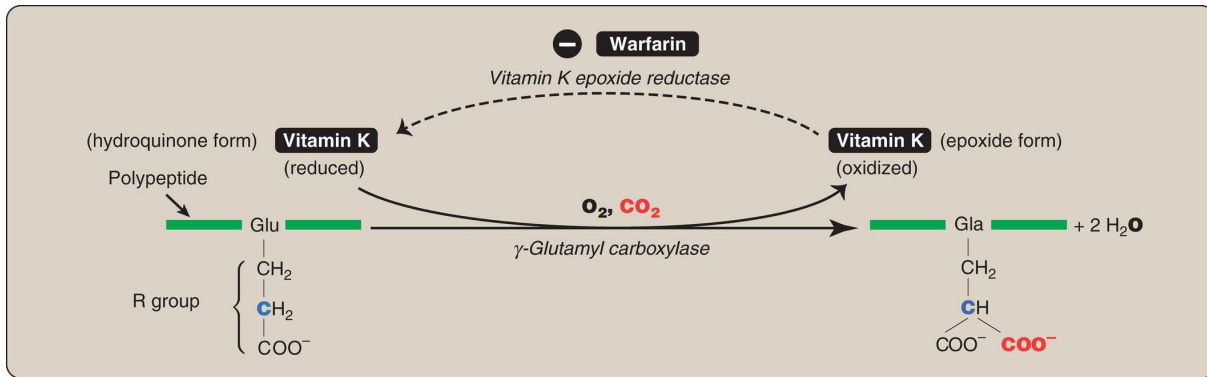 − Warfarin
Vitamin K epoxide reductase
(hydroquinone form) Vitamin K
(reduced)
Vitamin K (epoxide form)
(oxidized)
Polypeptide
O₂, CO₂
Glu
γ-Glutamyl carboxylase
Gla + 2 H₂O
R group
CH₂
CH₂
COO⁻
CH₂
CH
COO⁻ COO⁻